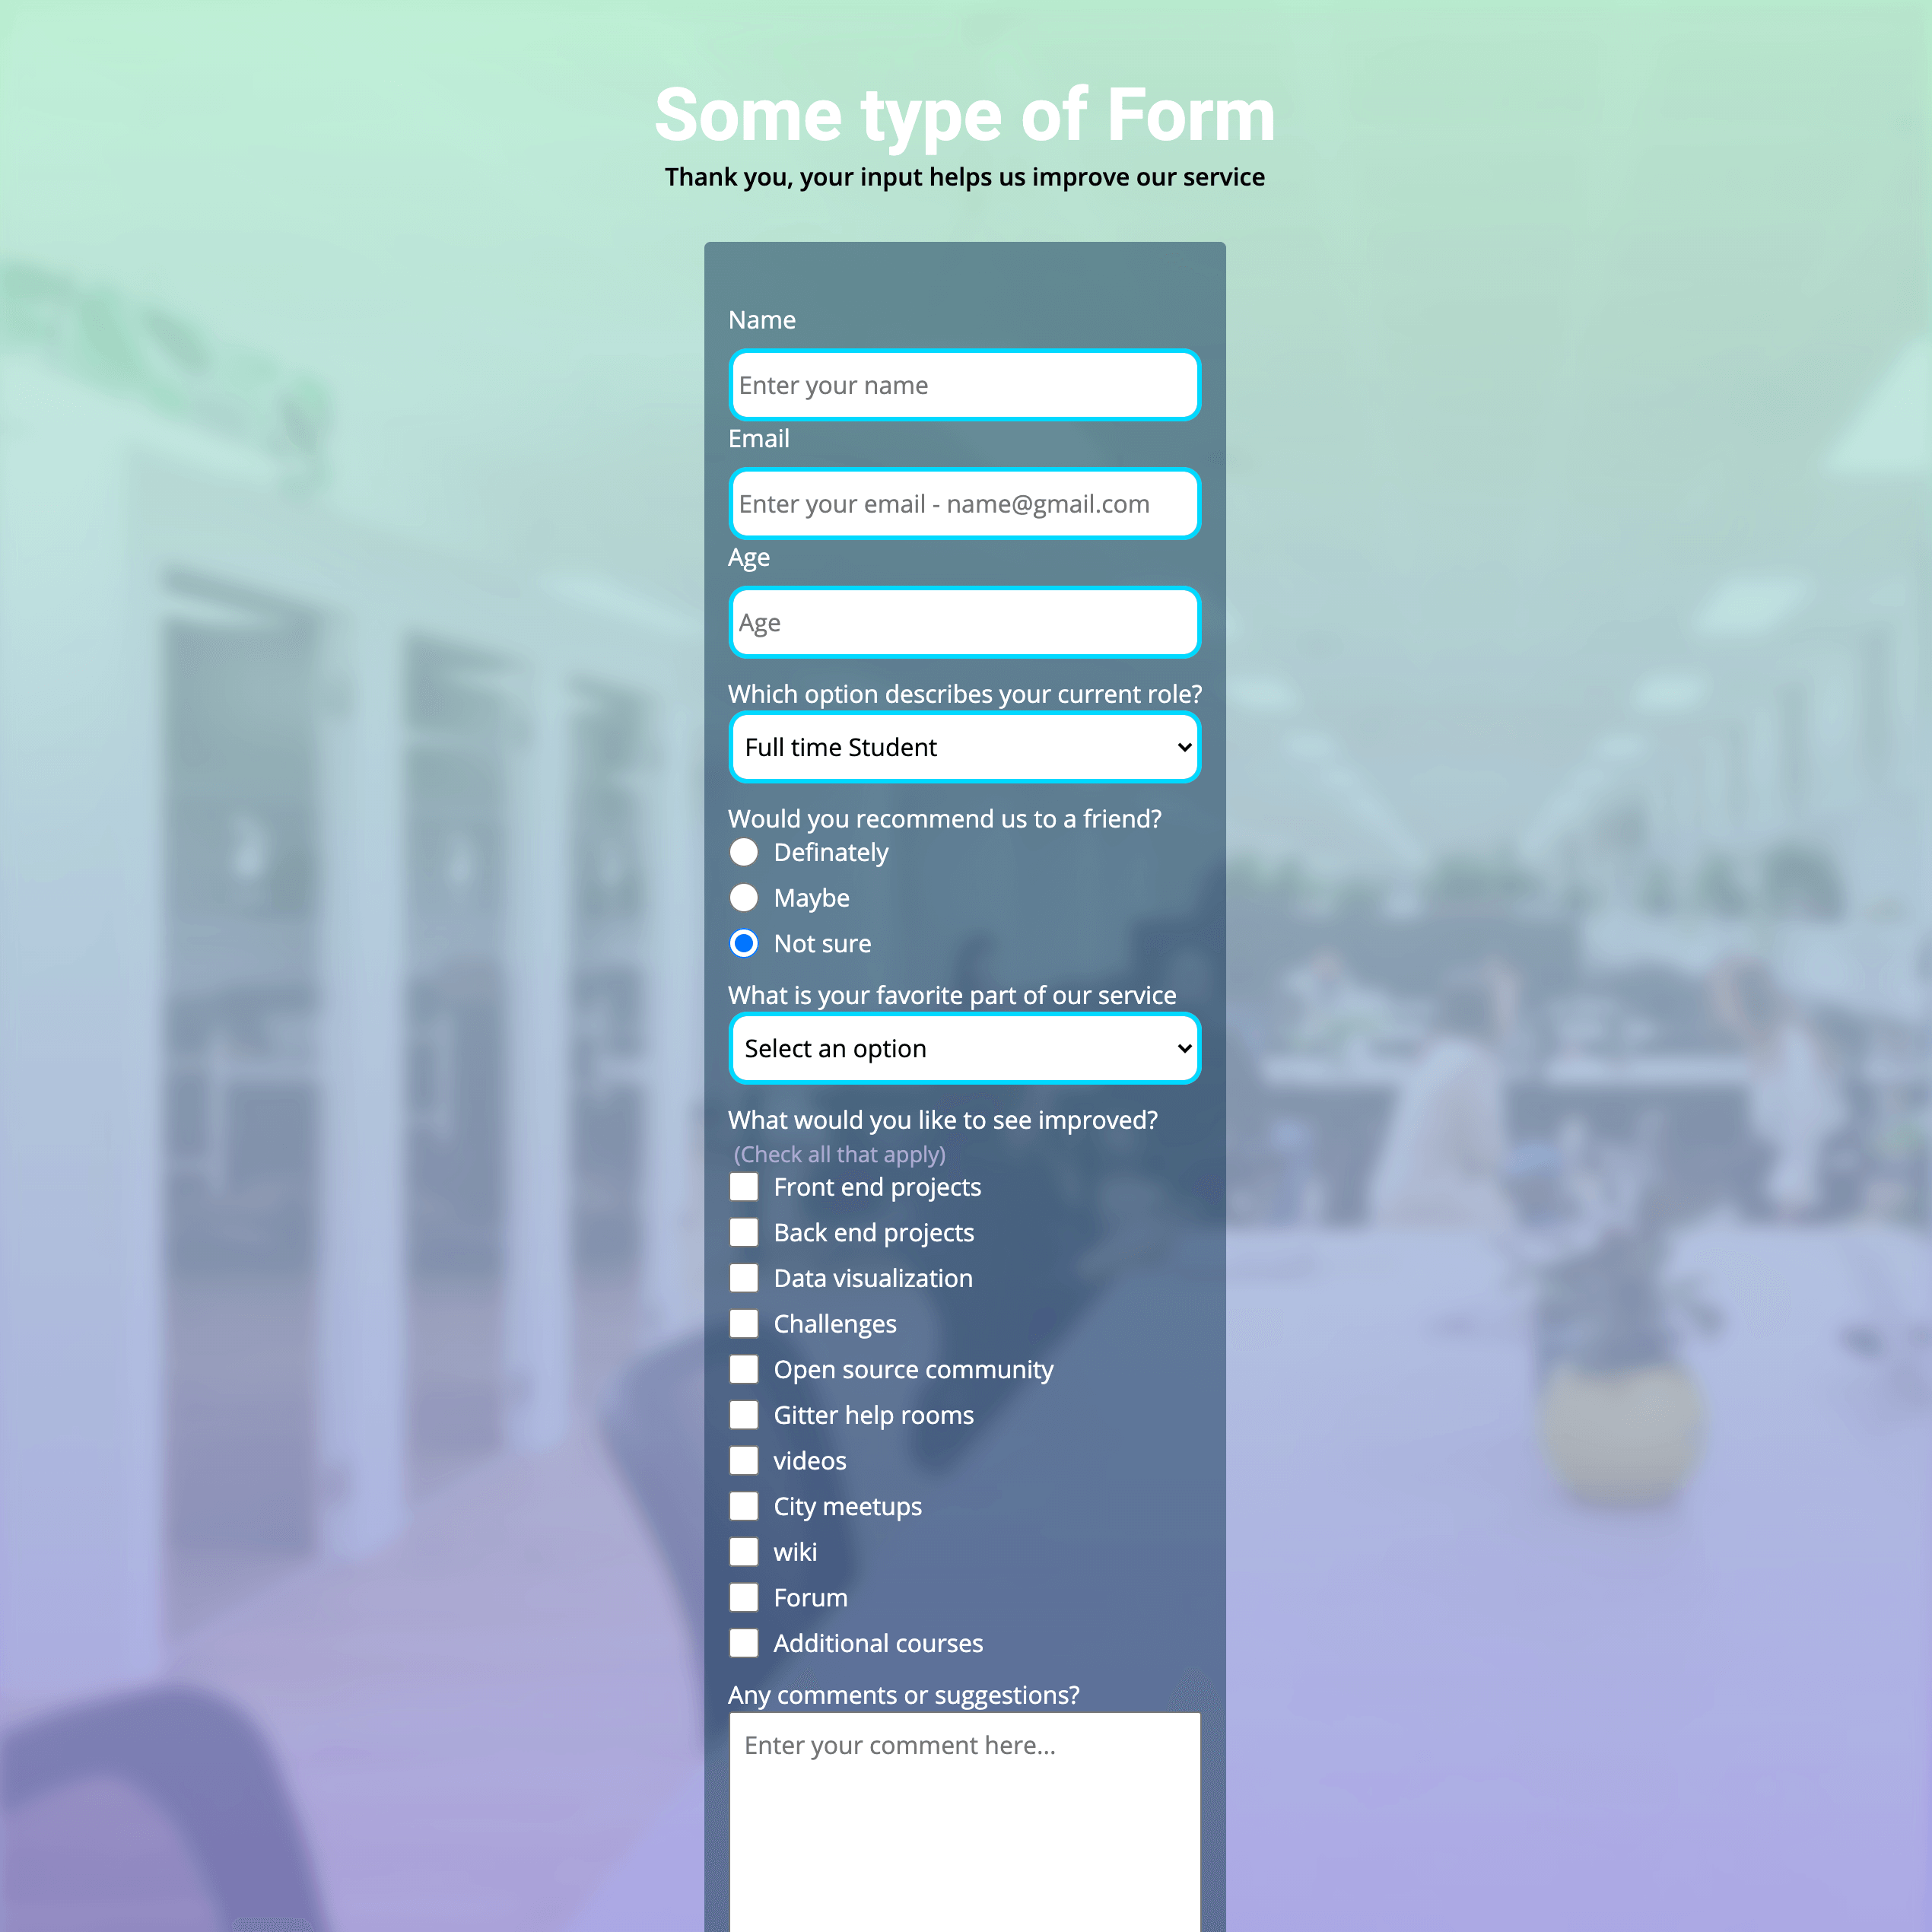 Some type of Form
Thank you, your input helps us improve our service
Name
Enter your name
Email
Enter your email - name@gmail.com
Age
Age
Which option describes your current role?
Full time Student
Would you recommend us to a friend?
Definately
Maybe
Not sure
What is your favorite part of our service
Select an option
What would you like to see improved?
(Check all that apply)
Front end projects
Back end projects
Data visualization
Challenges
Open source community
Gitter help rooms
videos
City meetups
wiki
Forum
Additional courses
Any comments or suggestions?
Enter your comment here...